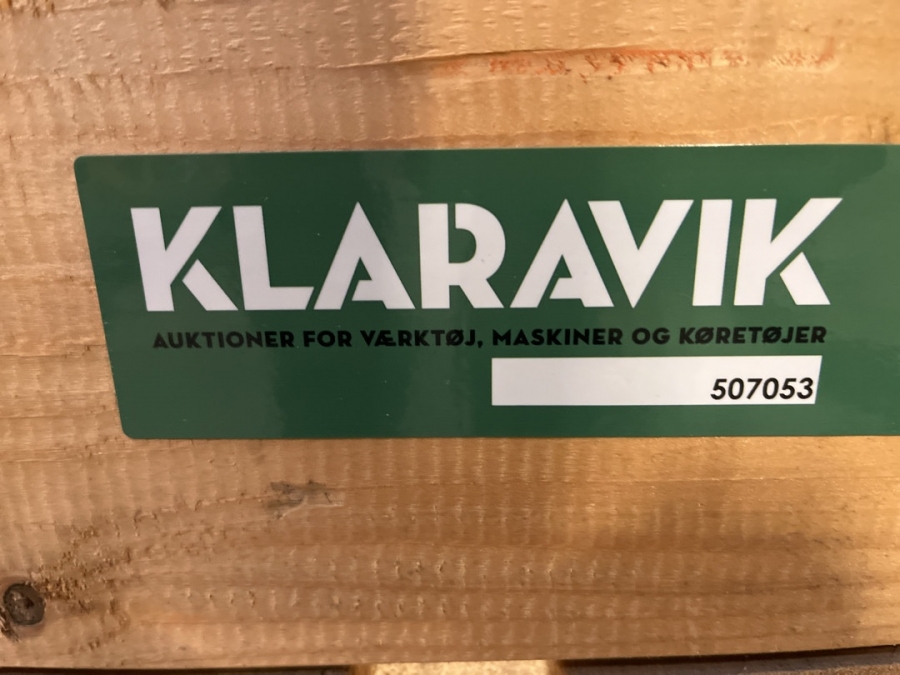 KLARAVIK
AUKTIONER FOR VÆRKTØJ, MASKINER OG KØRETØJER
507053